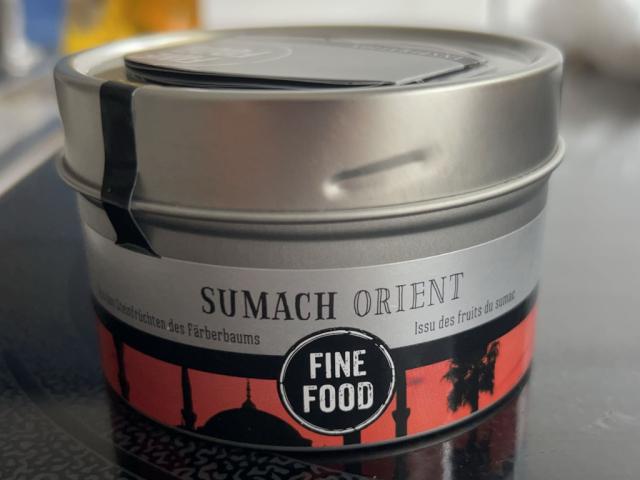 SUMACH ORIENT
Steinfrüchten des Färberbaums
Issu des fruits du sumac
FINE
FOOD